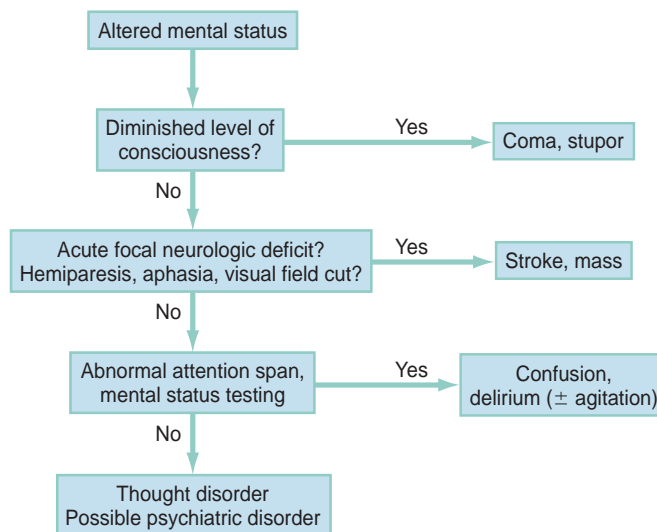 Altered mental status
Diminished level of
consciousness?
Yes
Coma, stupor
No
Acute focal neurologic deficit?
Hemiparesis, aphasia, visual field cut?
Yes
Stroke, mass
No
Abnormal attention span,
mental status testing
Yes
Confusion,
delirium (± agitation)
No
Thought disorder
Possible psychiatric disorder